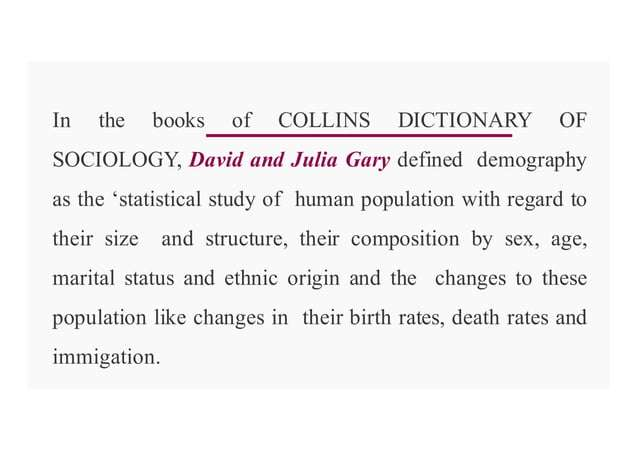 In the books of COLLINS DICTIONARY OF
SOCIOLOGY, David and Julia Gary defined demography
as the ‘statistical study of human population with regard to
their size and structure, their composition by sex, age,
marital status and ethnic origin and the changes to these
population like changes in their birth rates, death rates and
immigation.